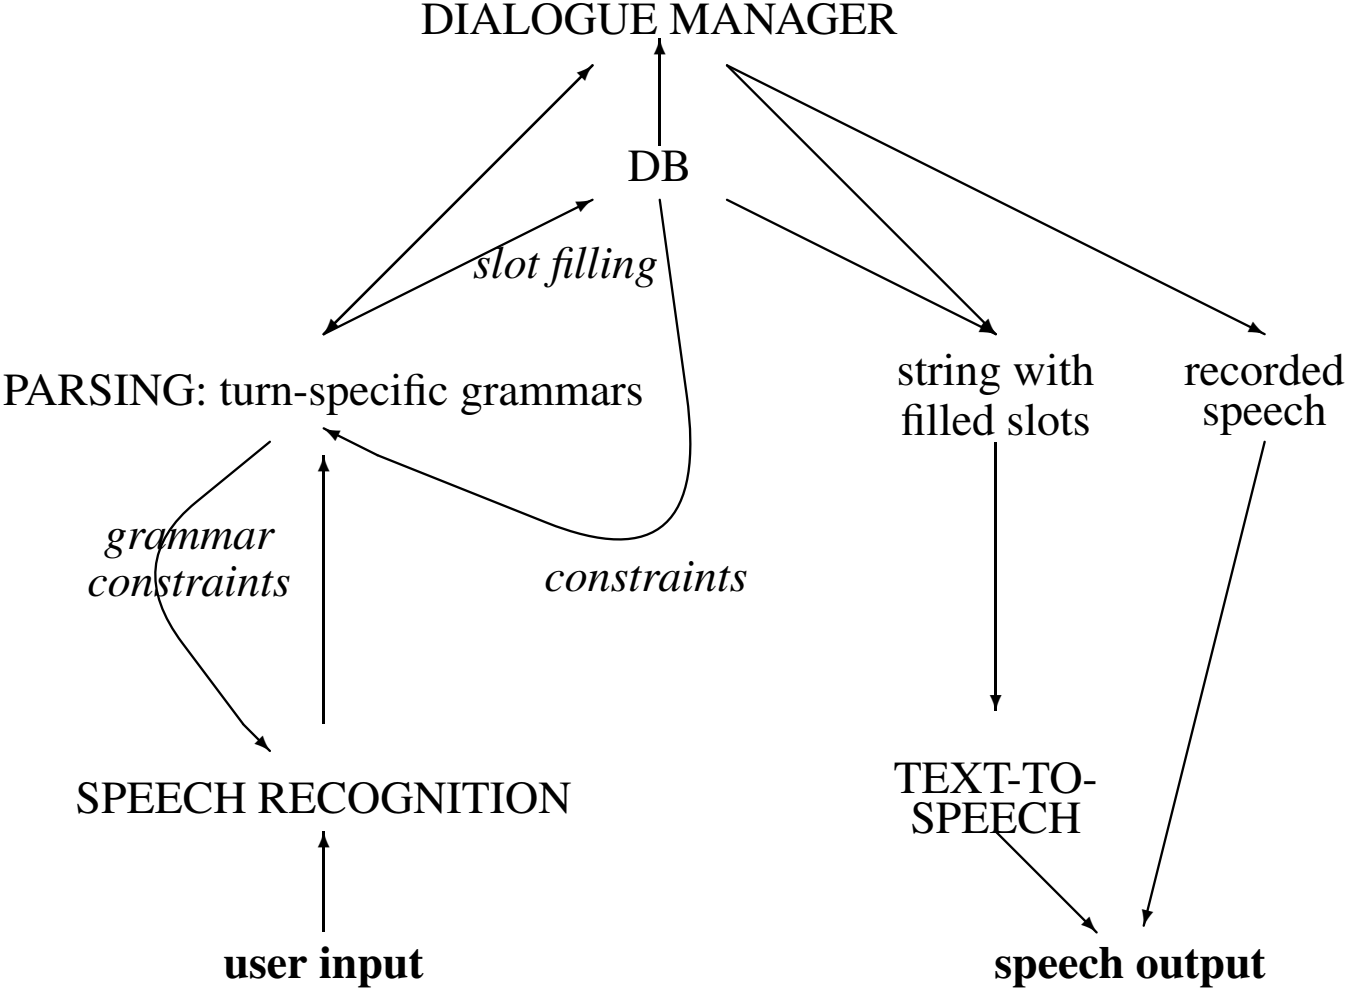 DIALOGUE MANAGER
DB
slot filling
PARSING: turn-specific grammars
string with
filled slots
recorded
speech
grammar
constraints
constraints
SPEECH RECOGNITION
TEXT-TO-
SPEECH
user input
speech output